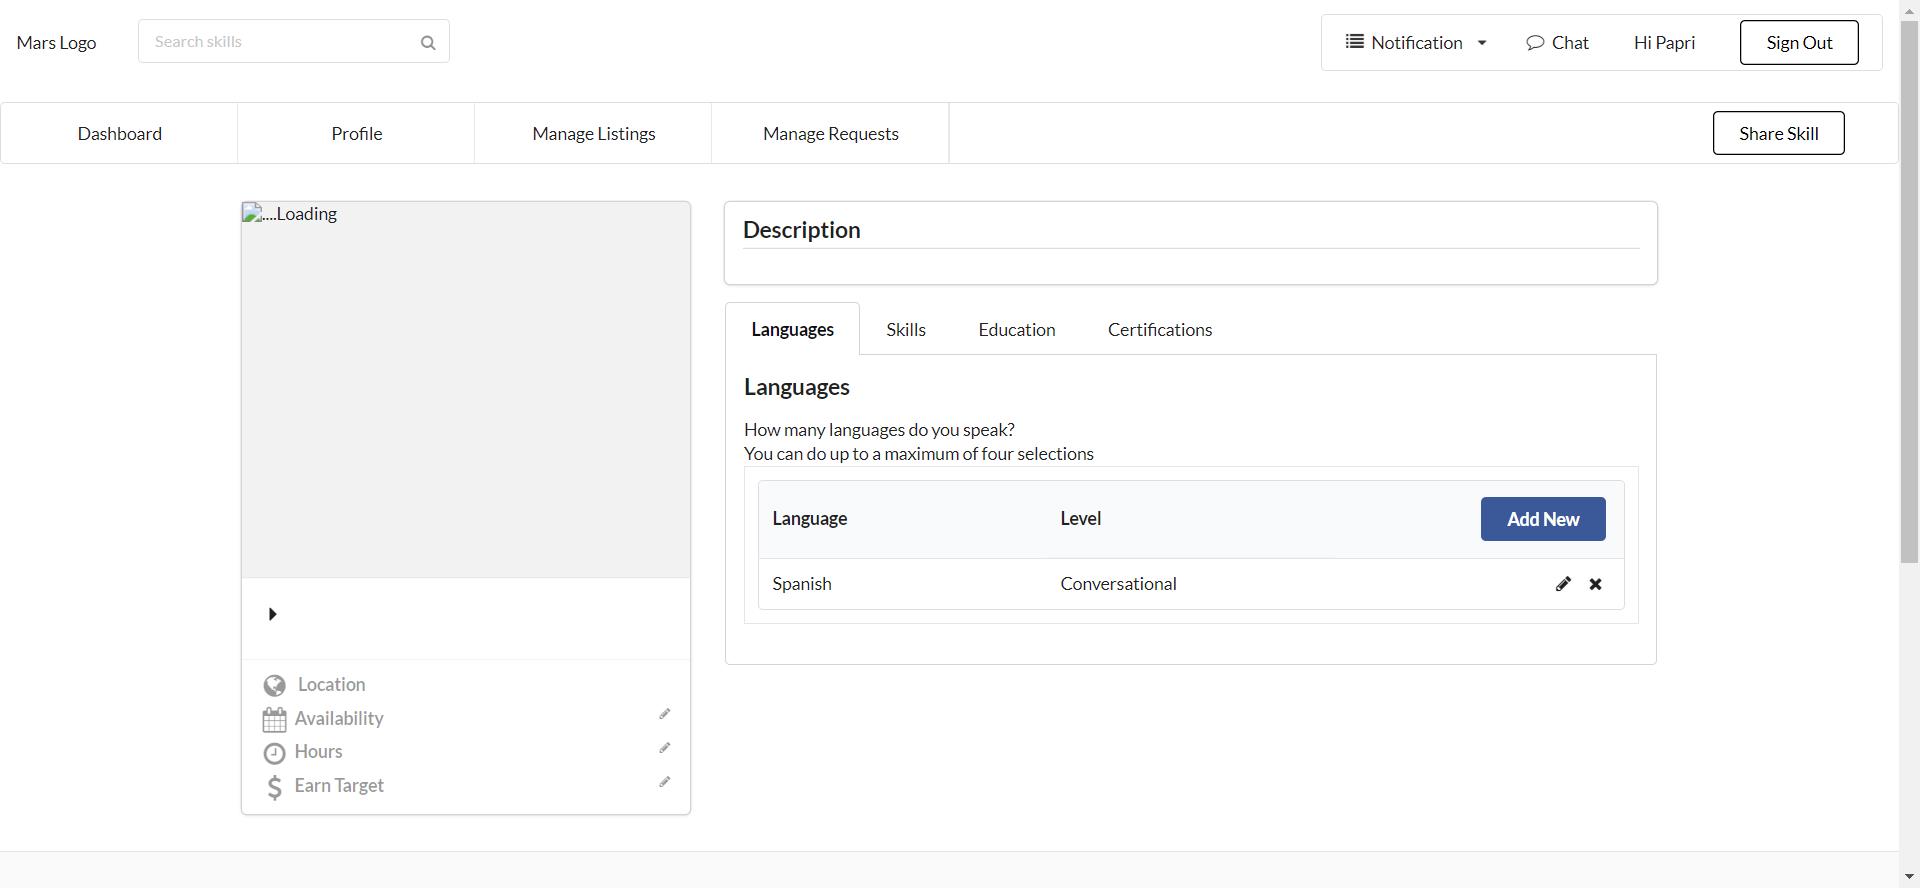 Mars Logo
Search skills
Notification
Chat
Hi Papri
Sign Out
Dashboard
Profile
Manage Listings
Manage Requests
Share Skill
....Loading
Location
Availability
Hours
Earn Target
Description
Languages
Skills
Education
Certifications
Languages
How many languages do you speak?
You can do up to a maximum of four selections
Language
Level
Add New
Spanish
Conversational